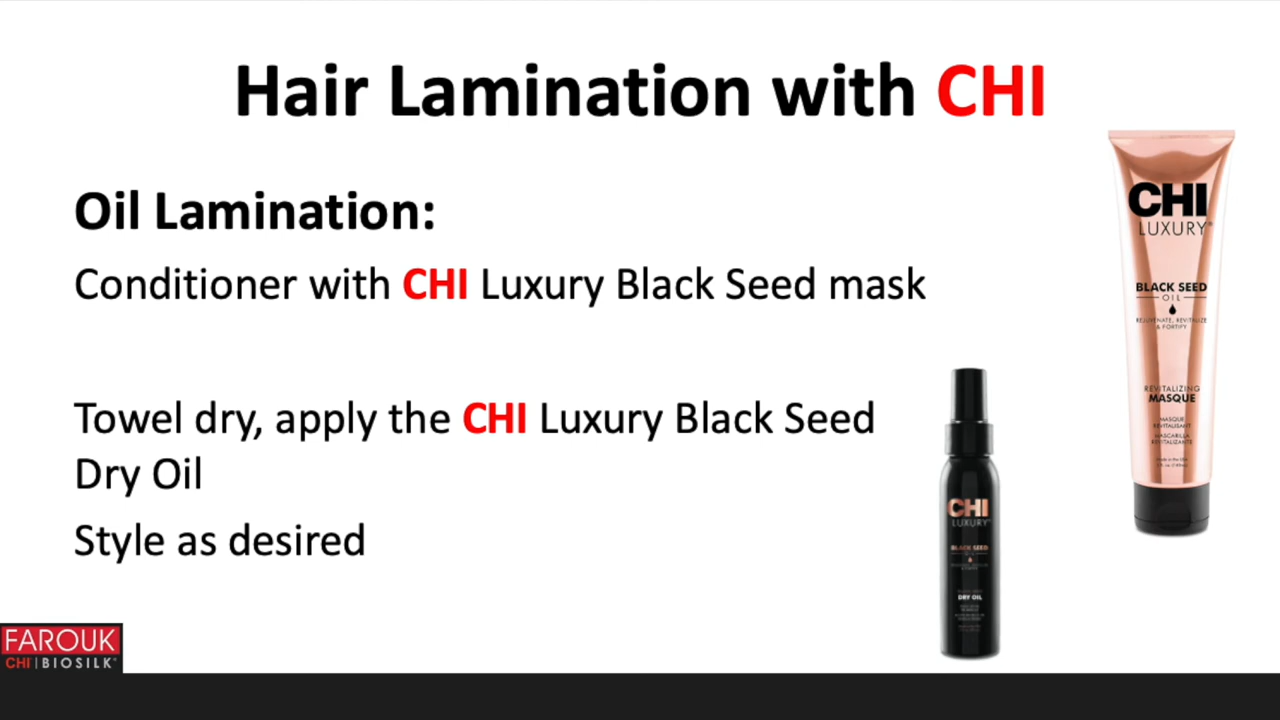 Hair Lamination with CHI
Oil Lamination:
Conditioner with CHI Luxury Black Seed mask
Towel dry, apply the CHI Luxury Black Seed
Dry Oil
Style as desired
CHI
LUXURY
BLACK SEED
OIL
REJUVENATE, REVITALIZE
& FORTIFY
REVITALIZING
MASQUE
MASQUE
REVITALISANT
MASCARILLA
REVITALIZANTE
CHI
LUXURY
BLACK SEED
OIL
DRY OIL
FAROUK
CHI | BIOSILK